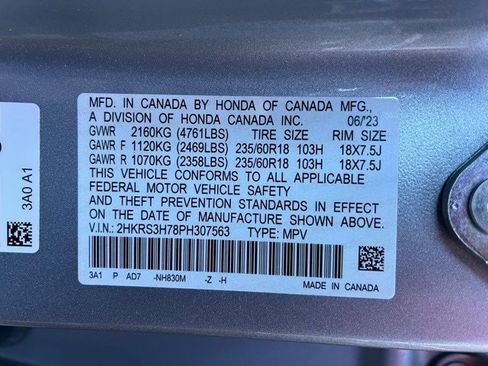 MFD. IN CANADA BY HONDA OF CANADA MFG.,
A DIVISION OF HONDA CANADA INC. 06/23
GVWR 2160KG (4761LBS) TIRE SIZE RIM SIZE
GAWR F 1120KG (2469LBS) 235/60R18 103H 18X7.5J
GAWR R 1070KG (2358LBS) 235/60R18 103H 18X7.5J
THIS VEHICLE CONFORMS TO ALL APPLICABLE
FEDERAL MOTOR VEHICLE SAFETY
AND THEFT PREVENTION STANDARDS IN EFFECT
ON THE DATE OF MANUFACTURE SHOWN ABOVE.
V.I.N.: 2HKRS3H78PH307563 TYPE: MPV
3A1 P AD7 -NH830M -Z -H
MADE IN CANADA
3A0 A1